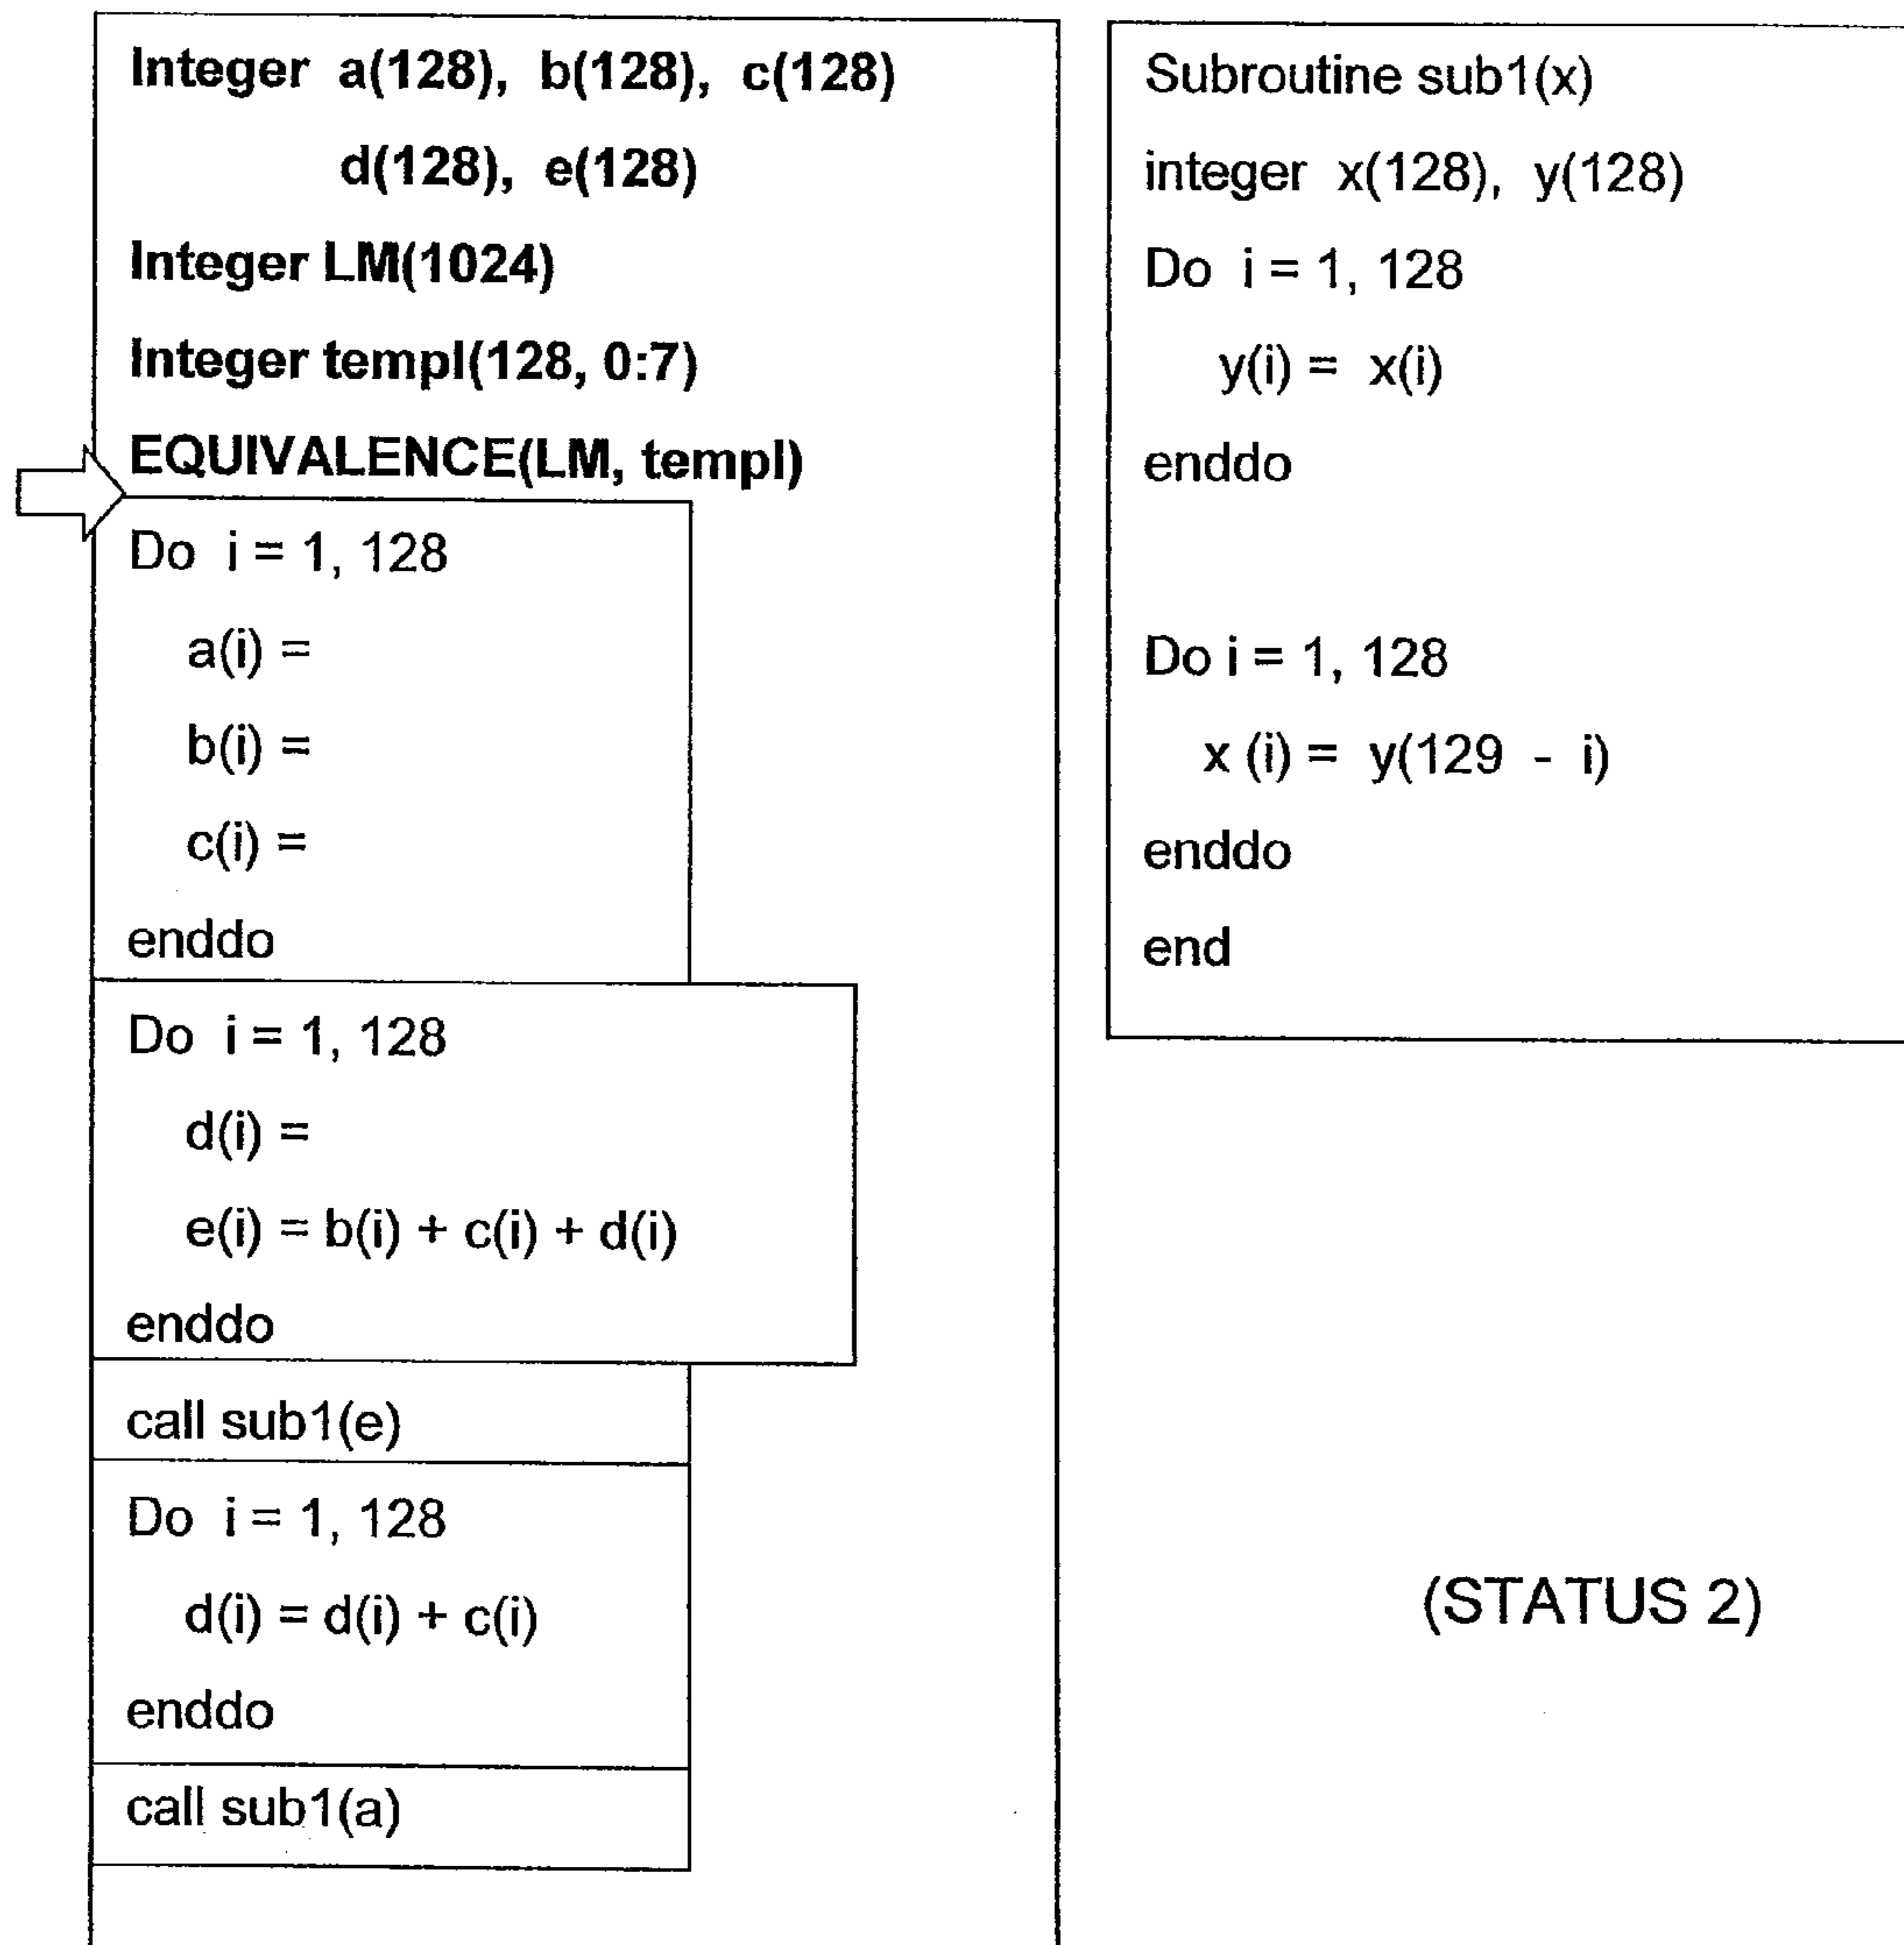 Integer a(128), b(128), c(128)
d(128), e(128)
Integer LM(1024)
Integer templ(128, 0:7)
EQUIVALENCE(LM, templ)
Do i = 1, 128
a(i) =
b(i) =
c(i) =
enddo
Do i = 1, 128
d(i) =
e(i) = b(i) + c(i) + d(i)
enddo
call sub1(e)
Do i = 1, 128
d(i) = d(i) + c(i)
enddo
call sub1(a)
Subroutine sub1(x)
integer x(128), y(128)
Do i = 1, 128
y(i) = x(i)
enddo
Do i = 1, 128
x (i) = y(129 - i)
enddo
end
(STATUS 2)